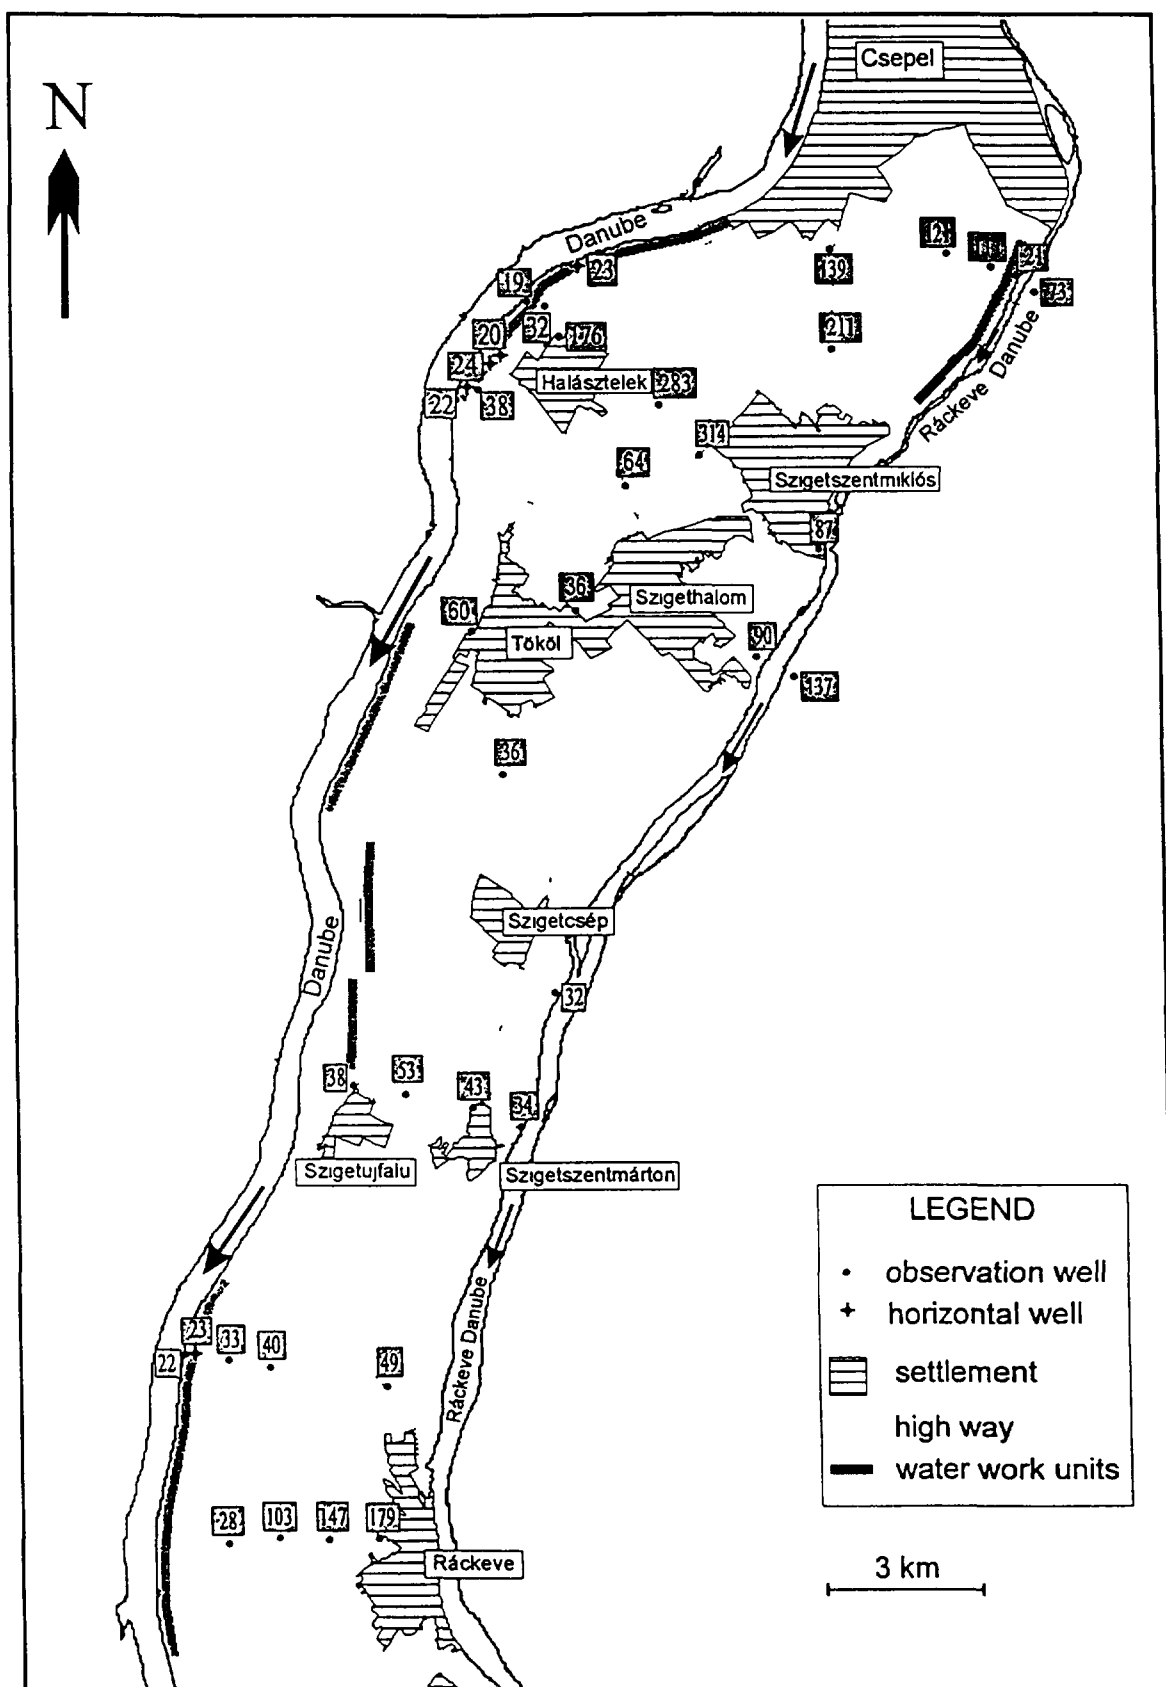 Csepel
N
Danube
121
139
21
73
19
23
20
32
176
211
24
22
38
Halásztelek
283
Ráckeve Danube
314
64
Szigetszentmiklós
87
36
60
Szigethalom
Tököl
90
137
36
Szigetcsép
Danube
32
38
53
43
34
Szigetujfalu
Szigetszentmárton
LEGEND
observation well
horizontal well
settlement
high way
water work units
Ráckeve Danube
23
33
40
22
49
28
103
147
179
Ráckeve
3 km